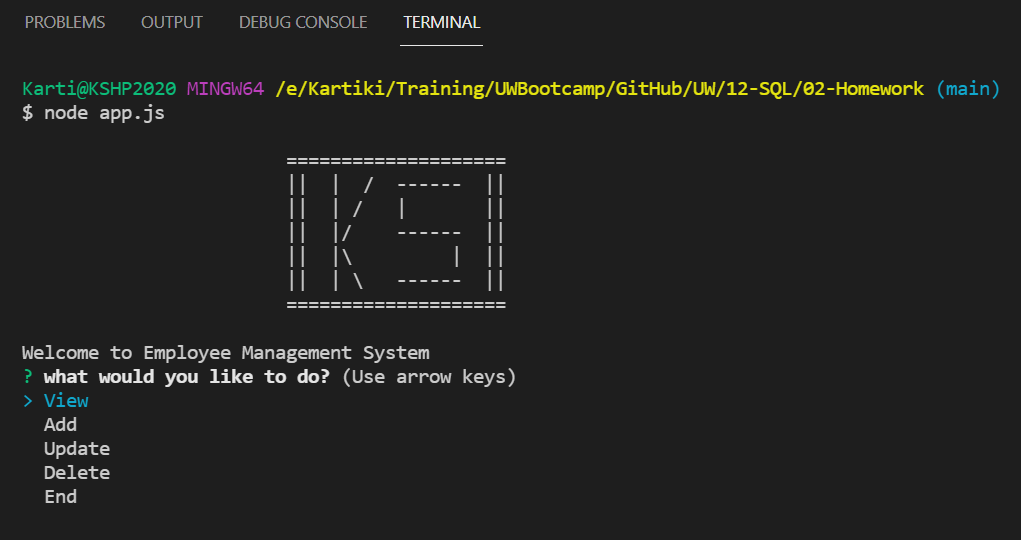 PROBLEMS OUTPUT DEBUG CONSOLE TERMINAL
Karti@KSHP2020 MINGW64 /e/Kartiki/Training/UWBootcamp/GitHub/UW/12-SQL/02-Homework (main)
$ node app.js
====================
||  |  /  ------  ||
||  | /   |       ||
||  |/    ------  ||
||  |\         |  ||
||  | \   ------  ||
====================
Welcome to Employee Management System
? what would you like to do? (Use arrow keys)
> View
Add
Update
Delete
End